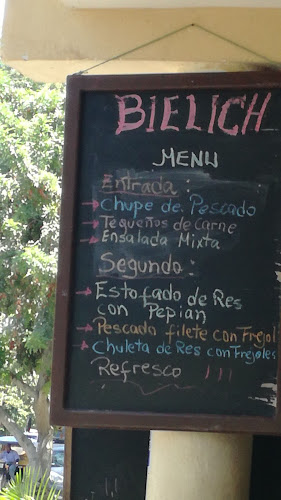 BIELICH
MENU
Entrada:
Chupe de Pescado
Tequeños de Carne
Ensalada Mixta
Segundo:
Estofado de Res
con Pepian
Pescado filete con Frejol
Chuleta de Res con Frejoles
Refresco !!!